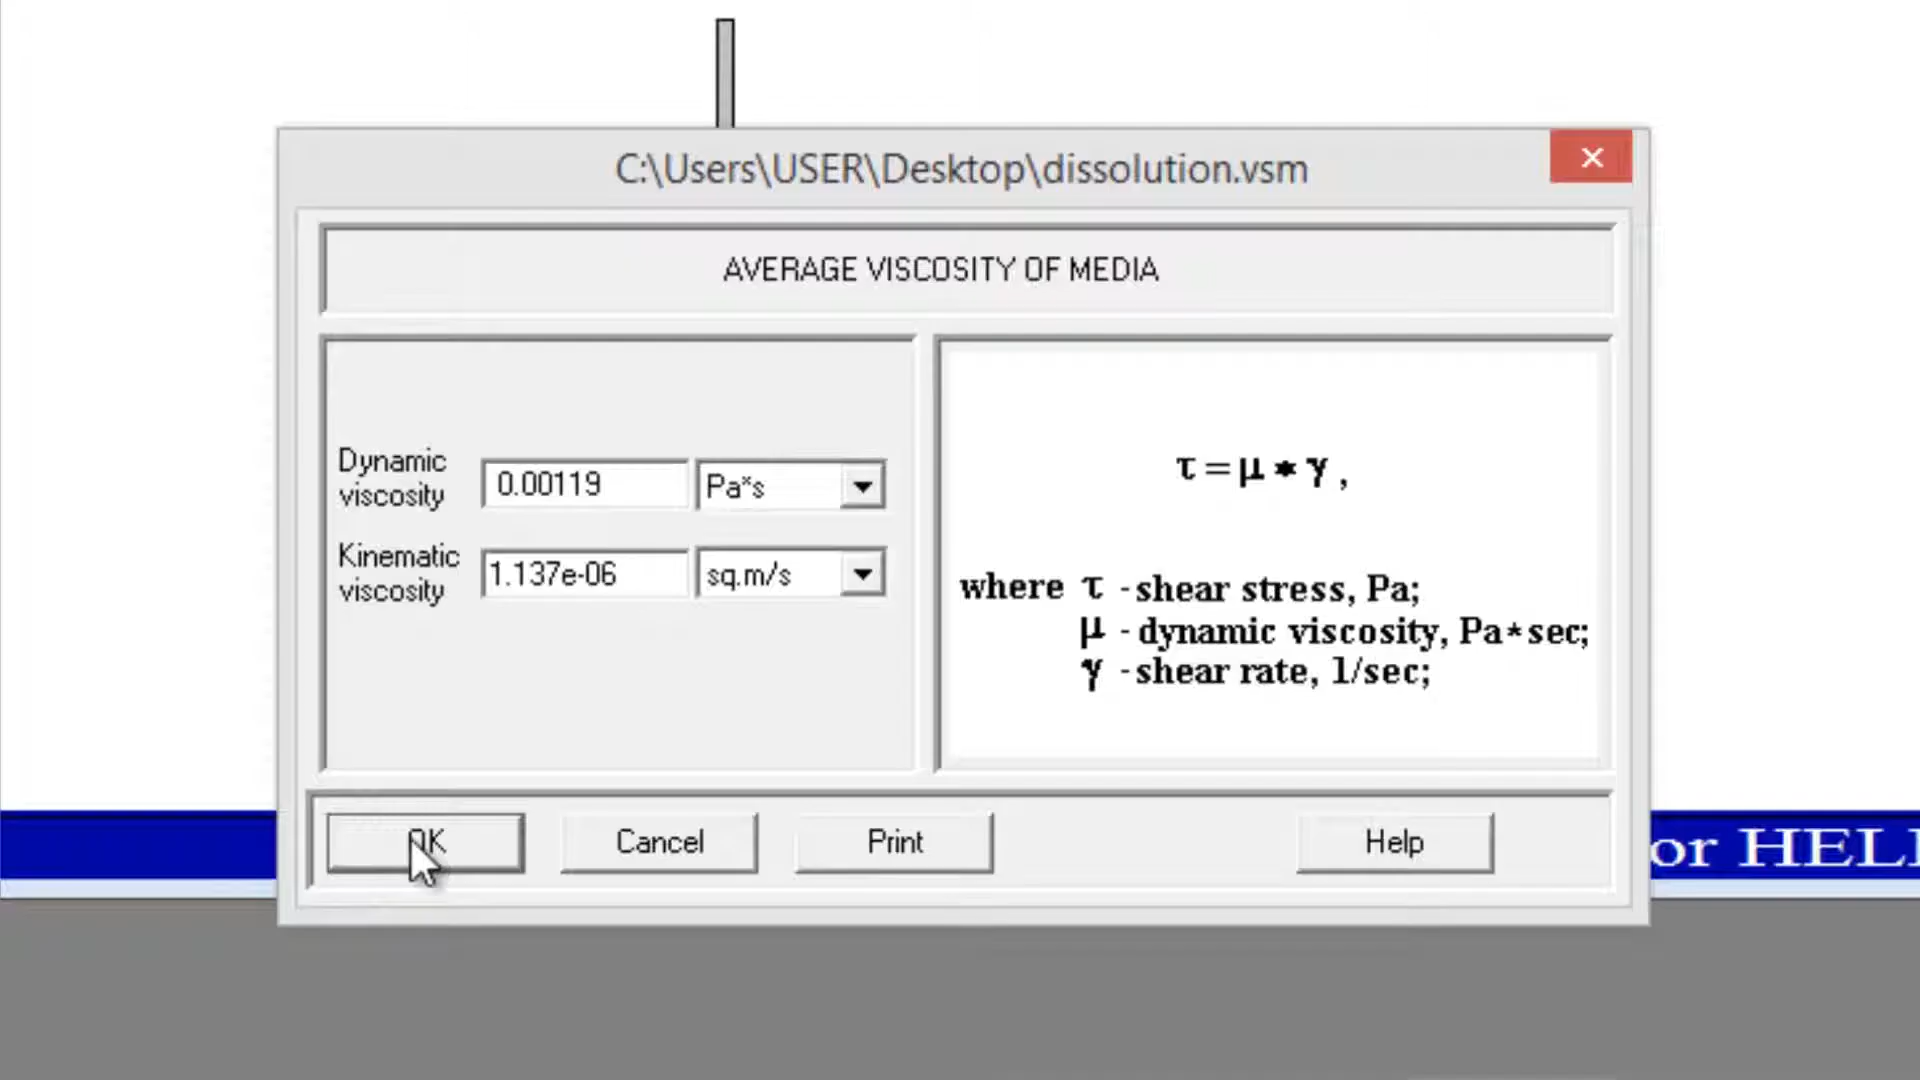 C:\Users\USER\Desktop\dissolution.vsm
AVERAGE VISCOSITY OF MEDIA
Dynamic
viscosity
0.00119
Pa*s
Kinematic
viscosity
1.137e-06
sq.m/s
τ = μ * γ ,
where τ - shear stress, Pa;
μ - dynamic viscosity, Pa*sec;
γ - shear rate, 1/sec;
OK
Cancel
Print
Help
or HEL